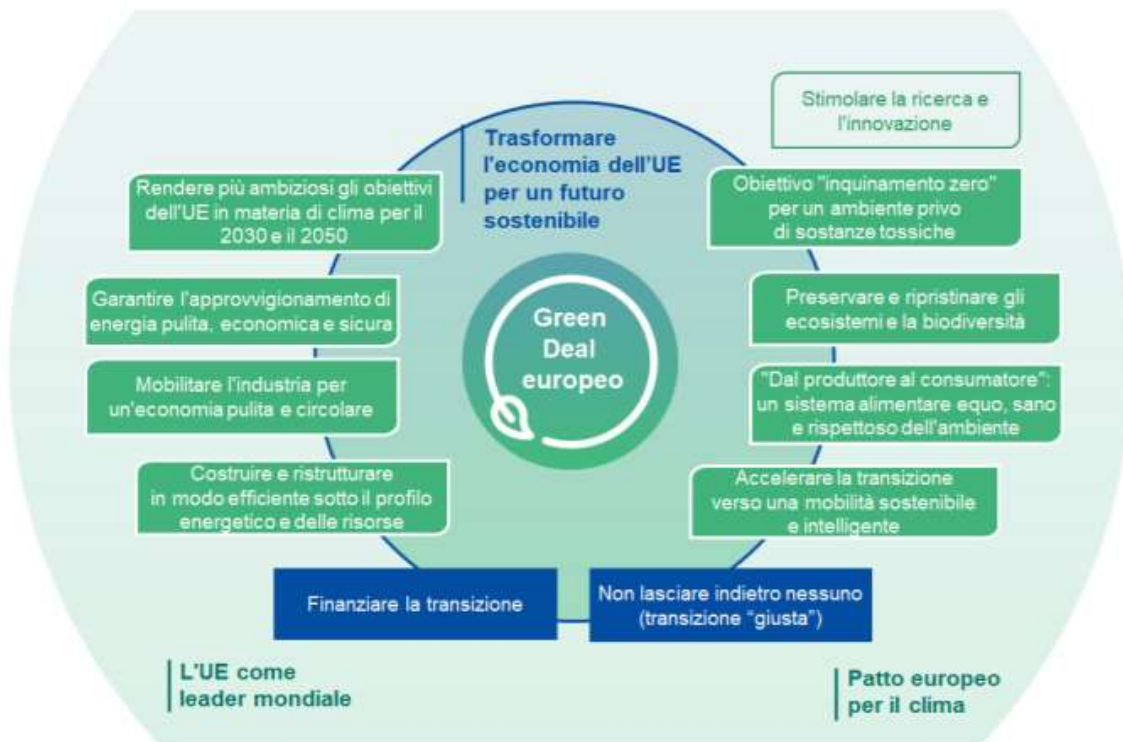 Stimolare la ricerca e
l'innovazione
Trasformare
l'economia dell'UE
per un futuro
sostenibile
Rendere più ambiziosi gli obiettivi
dell'UE in materia di clima per il
2030 e il 2050
Obiettivo "inquinamento zero"
per un ambiente privo
di sostanze tossiche
Garantire l'approvvigionamento di
energia pulita, economica e sicura
Preservare e ripristinare gli
ecosistemi e la biodiversità
Green
Deal
europeo
Mobilitare l'industria per
un'economia pulita e circolare
"Dal produttore al consumatore":
un sistema alimentare equo, sano
e rispettoso dell'ambiente
Costruire e ristrutturare
in modo efficiente sotto il profilo
energetico e delle risorse
Accelerare la transizione
verso una mobilità sostenibile
e intelligente
Finanziare la transizione
Non lasciare indietro nessuno
(transizione “giusta”)
L'UE come
leader mondiale
Patto europeo
per il clima